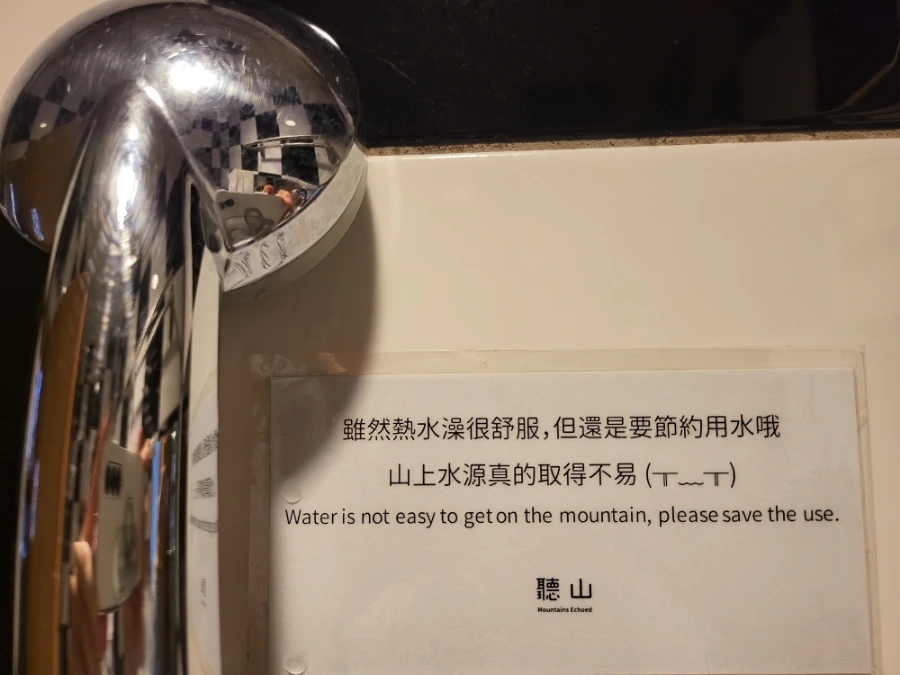 雖然熱水澡很舒服,但還是要節約用水哦
山上水源真的取得不易 (┬﹏┬)
Water is not easy to get on the mountain, please save the use.
聽山
Mountains Echoed